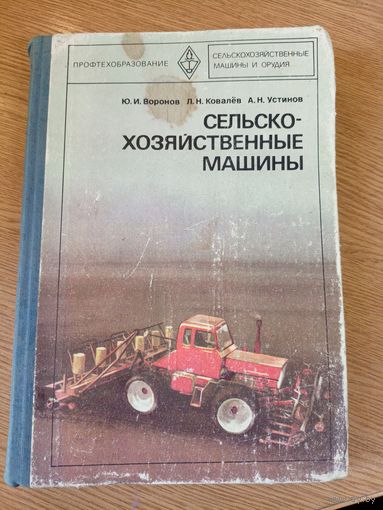 ПРОФТЕХОБРАЗОВАНИЕ
СЕЛЬСКОХОЗЯЙСТВЕННЫЕ
МАШИНЫ И ОРУДИЯ
Ю. И. Воронов Л. Н. Ковалёв А. Н. Устинов
СЕЛЬСКО-
ХОЗЯЙСТВЕННЫЕ
МАШИНЫ